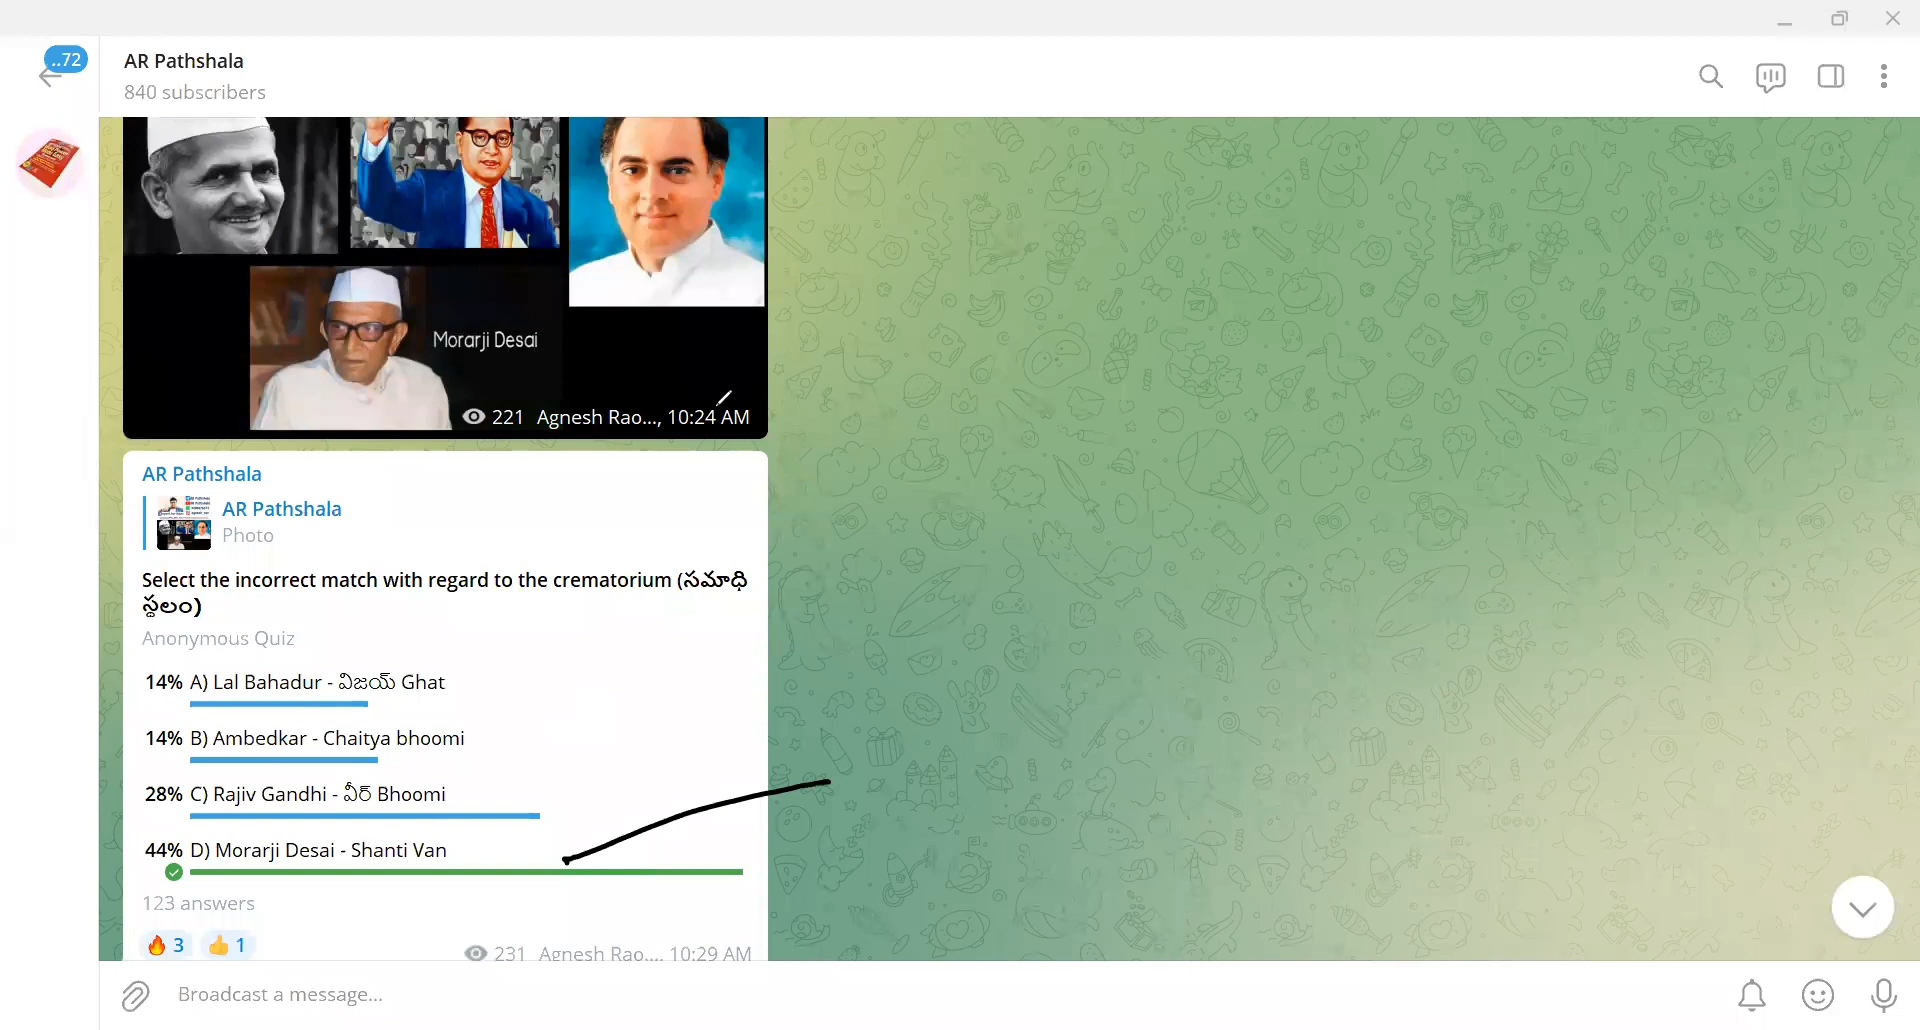 ..72
AR Pathshala
840 subscribers
Morarji Desai
221 Agnesh Rao..., 10:24 AM
AR Pathshala
AR Pathshala
Photo
Select the incorrect match with regard to the crematorium (సమాధి
స్థలం)
Anonymous Quiz
14% A) Lal Bahadur - విజయ్ Ghat
14% B) Ambedkar - Chaitya bhoomi
28% C) Rajiv Gandhi - వీర్ Bhoomi
44% D) Morarji Desai - Shanti Van
123 answers
3 1
231 Agnesh Rao..., 10:29 AM
Broadcast a message...